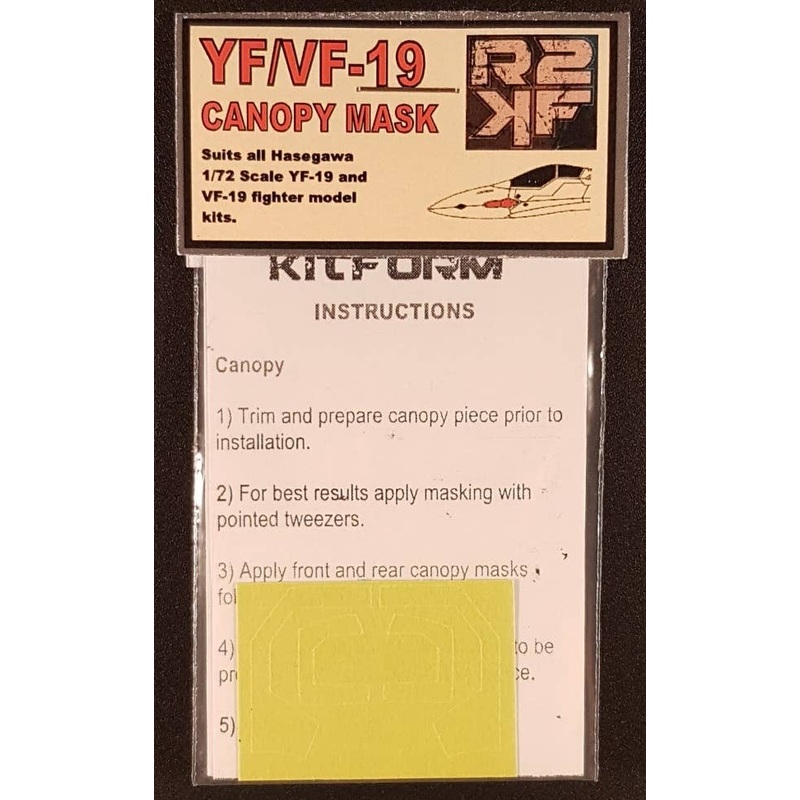 YF/VF-19
CANOPY MASK
Suits all Hasegawa
1/72 Scale YF-19 and
VF-19 fighter model
kits.
R2
KF
KITFORM
INSTRUCTIONS
Canopy
1) Trim and prepare canopy piece prior to
installation.
2) For best results apply masking with
pointed tweezers.
3) Apply front and rear canopy masks
4) to be
5)